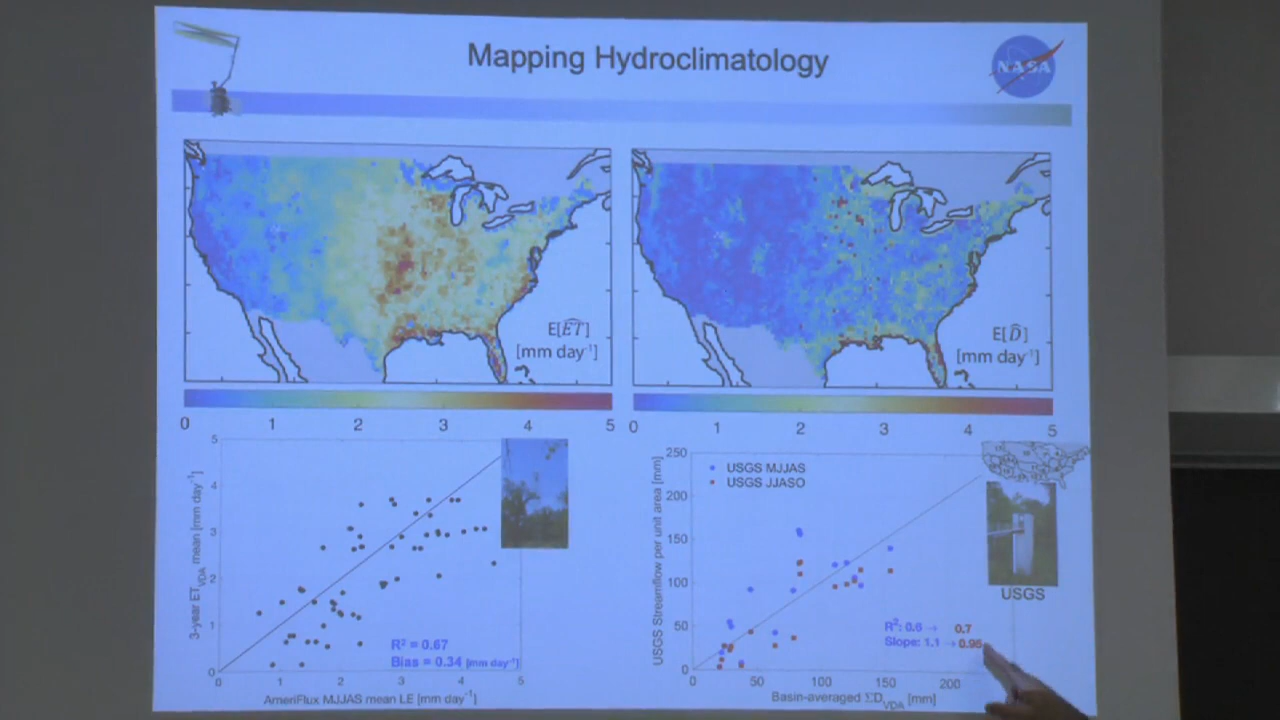 Mapping Hydroclimatology
NASA
E[ET̂]
[mm day⁻¹]
E[D̂]
[mm day⁻¹]
0 1 2 3 4 5
0 1 2 3 4 5
5
4
3
2
1
0
0 1 2 3 4 5
3-year ET_VDA mean [mm day⁻¹]
AmeriFlux MJJAS mean LE [mm day⁻¹]
R² = 0.67
Bias = 0.34 [mm day⁻¹]
250
200
150
100
50
0
0 50 100 150 200
USGS Streamflow per unit area [mm]
Basin-averaged ΣD_VDA [mm]
USGS MJJAS
USGS JJASO
R²: 0.6 → 0.7
Slope: 1.1 → 0.95
USGS